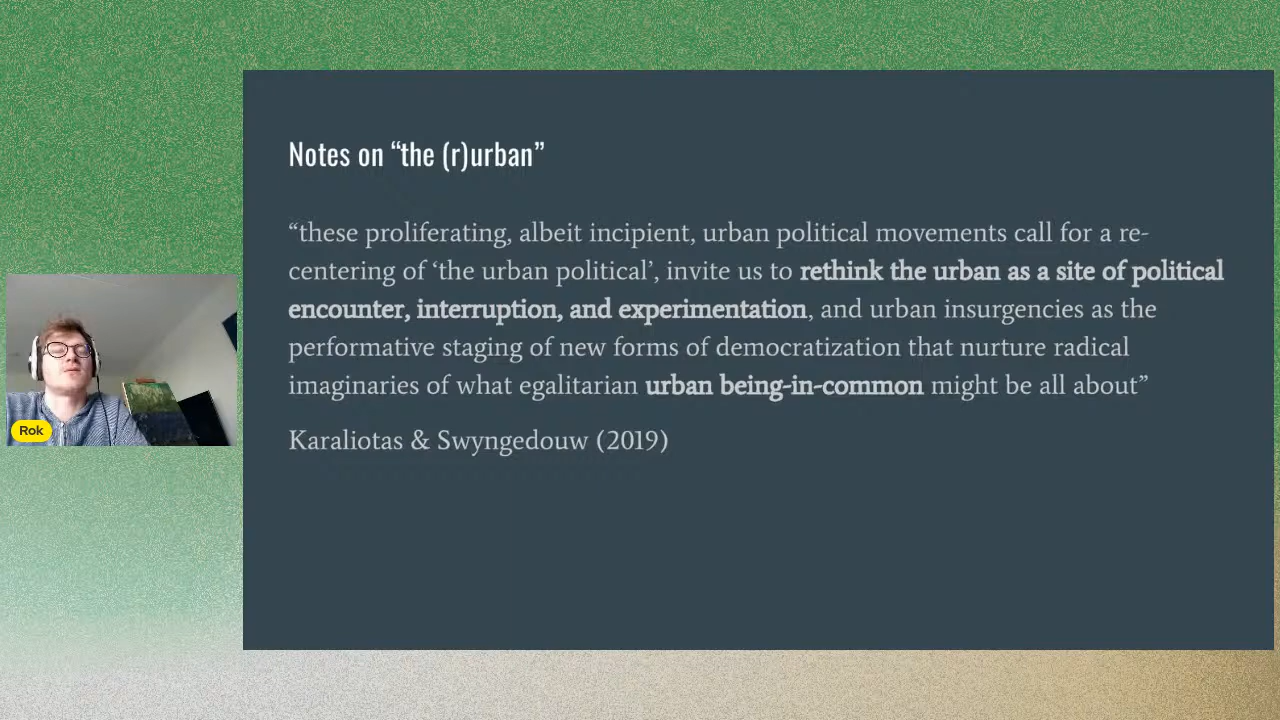 Notes on “the (r)urban”
“these proliferating, albeit incipient, urban political movements call for a re-
centering of ‘the urban political’, invite us to rethink the urban as a site of political
encounter, interruption, and experimentation, and urban insurgencies as the
performative staging of new forms of democratization that nurture radical
imaginaries of what egalitarian urban being-in-common might be all about”
Karaliotas & Swyngedouw (2019)
Rok